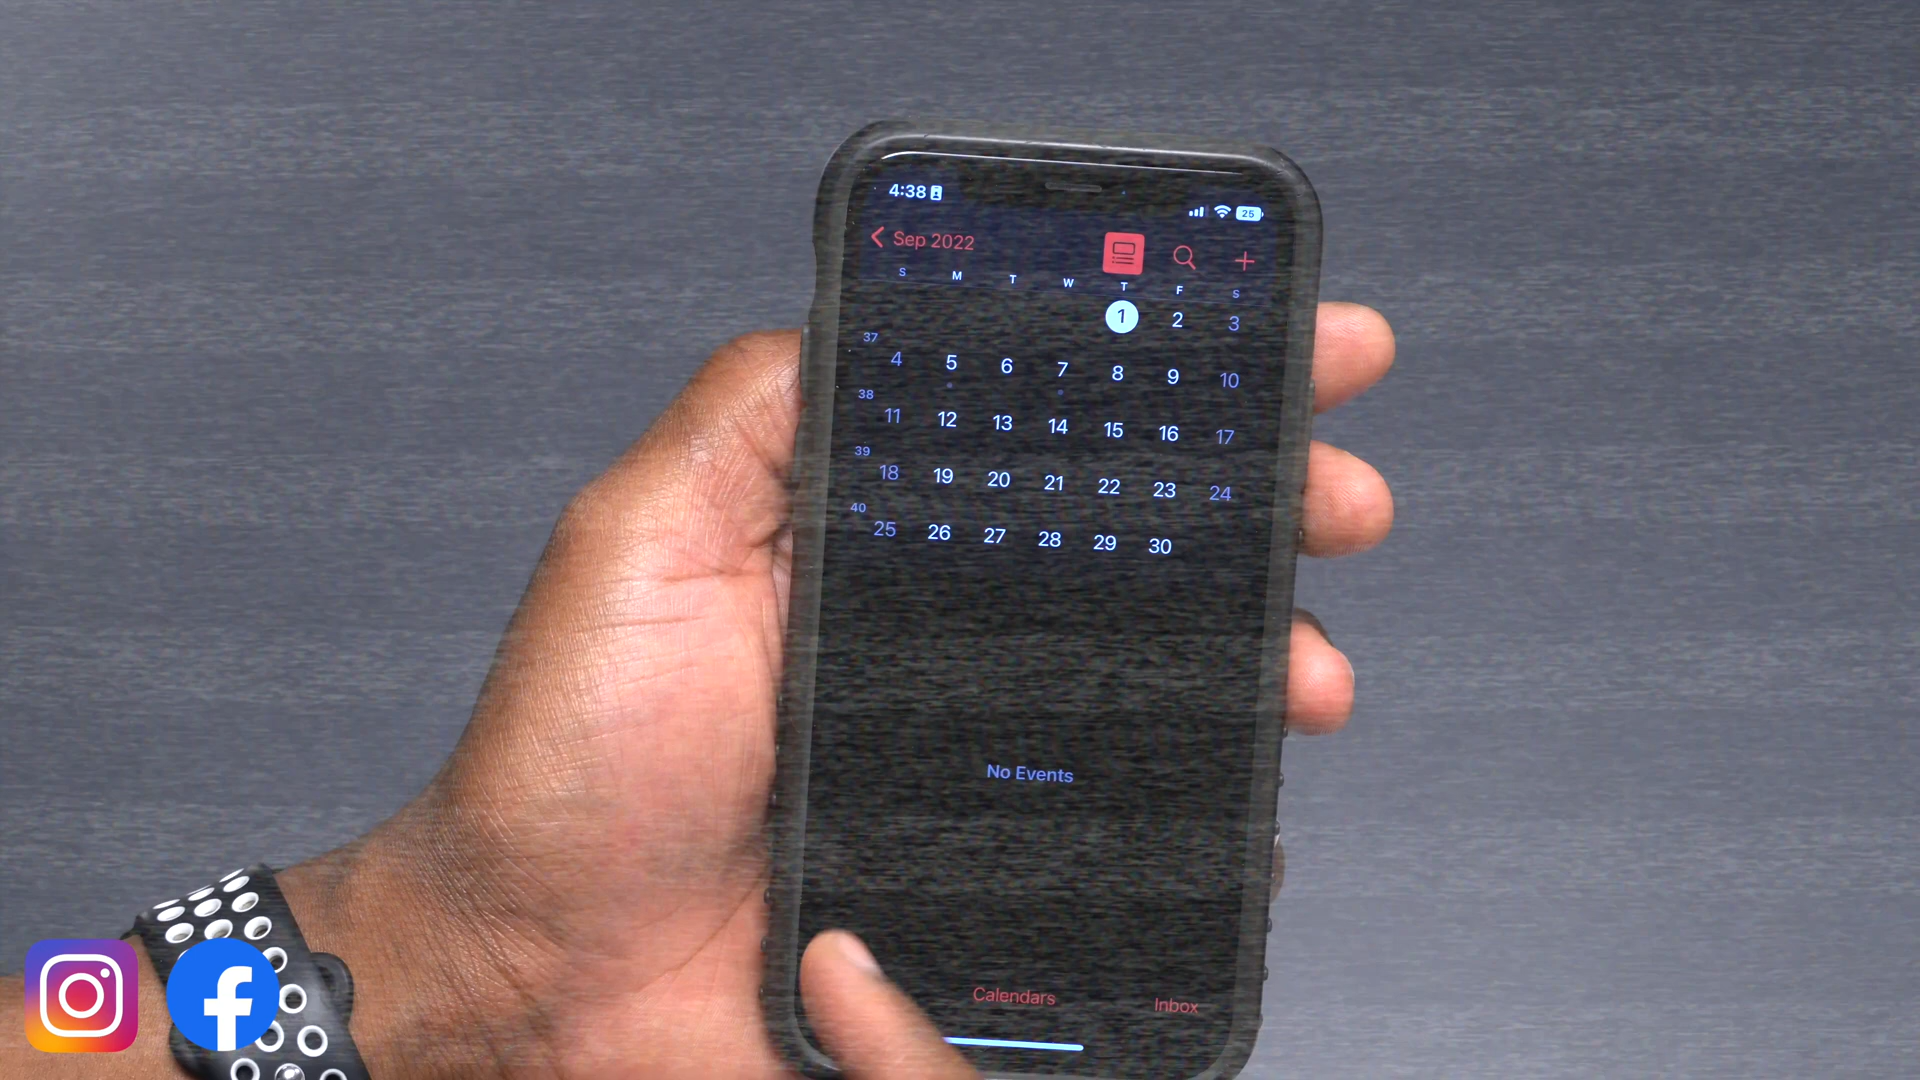 4:38
25
Sep 2022
S M T W T F S
1 2 3
37
4 5 6 7 8 9 10
38
11 12 13 14 15 16 17
39
18 19 20 21 22 23 24
40
25 26 27 28 29 30
No Events
Calendars
Inbox